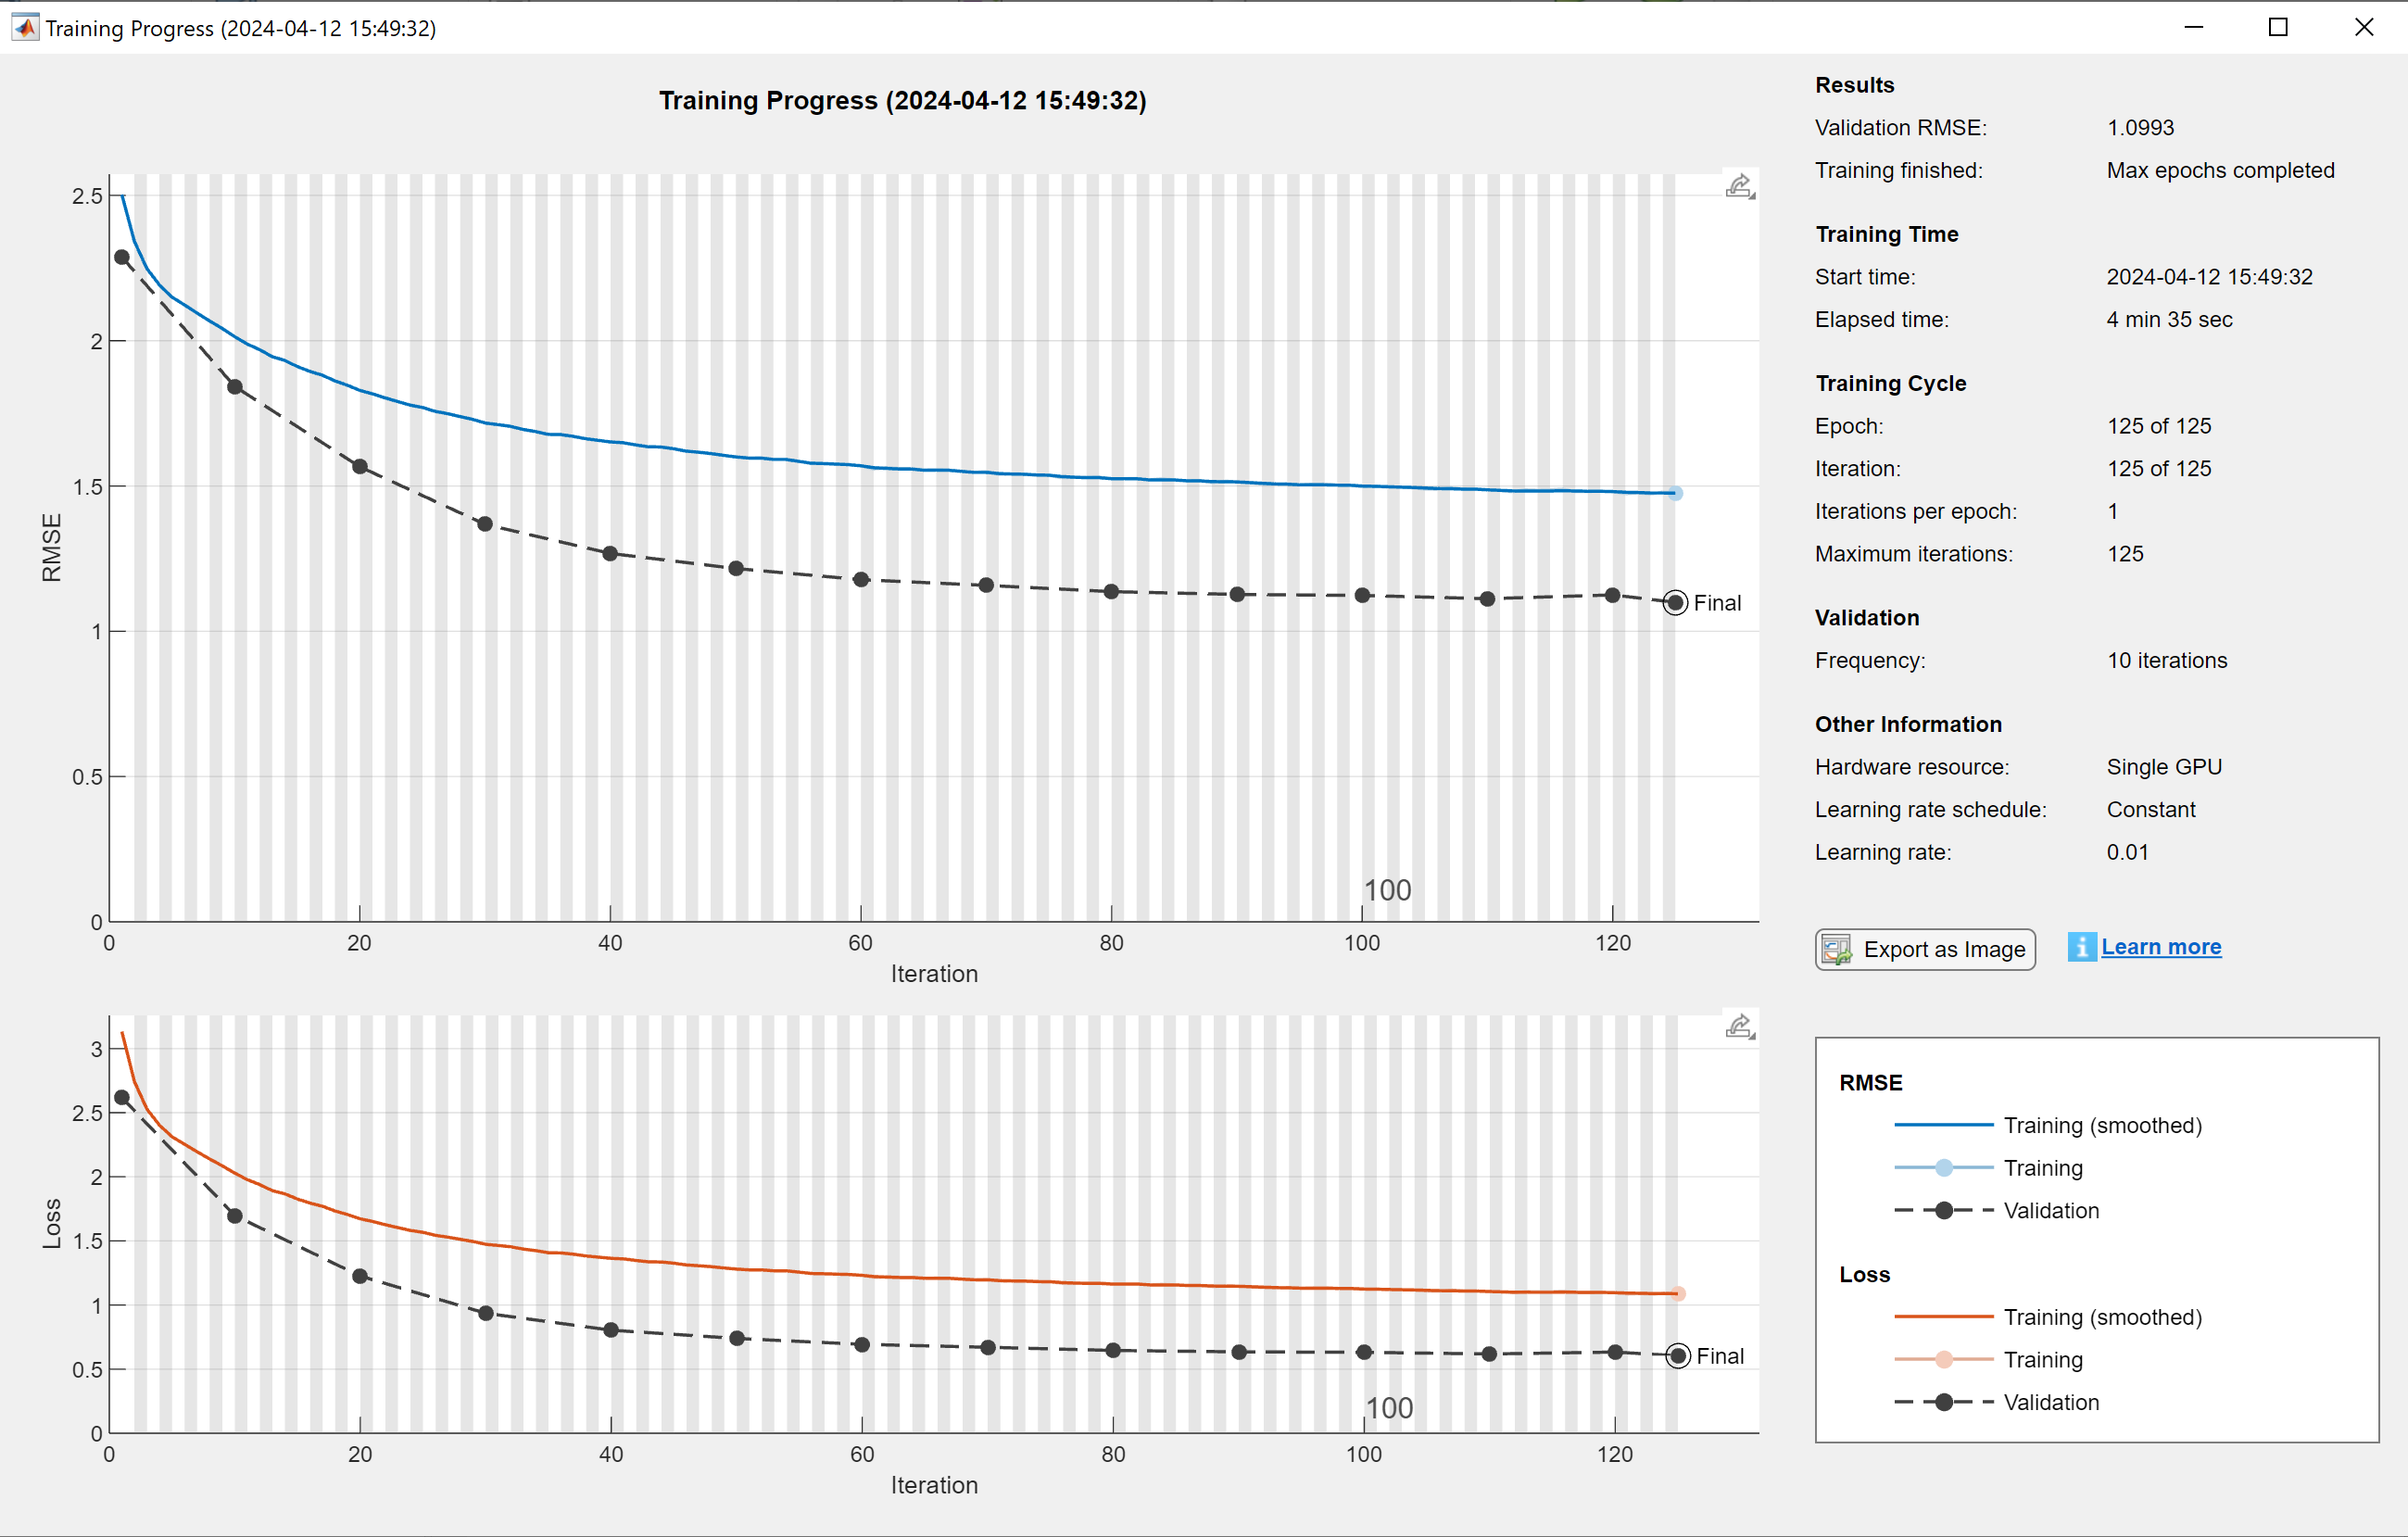 Training Progress (2024-04-12 15:49:32)
Training Progress (2024-04-12 15:49:32)
2.5
2
1.5
1
0.5
0
RMSE
100
0 20 40 60 80 100 120
Iteration
Final
3
2.5
2
1.5
1
0.5
0
Loss
Final
100
0 20 40 60 80 100 120
Iteration
Results
Validation RMSE: 1.0993
Training finished: Max epochs completed
Training Time
Start time: 2024-04-12 15:49:32
Elapsed time: 4 min 35 sec
Training Cycle
Epoch: 125 of 125
Iteration: 125 of 125
Iterations per epoch: 1
Maximum iterations: 125
Validation
Frequency: 10 iterations
Other Information
Hardware resource: Single GPU
Learning rate schedule: Constant
Learning rate: 0.01
Export as Image
i Learn more
RMSE
Training (smoothed)
Training
Validation
Loss
Training (smoothed)
Training
Validation